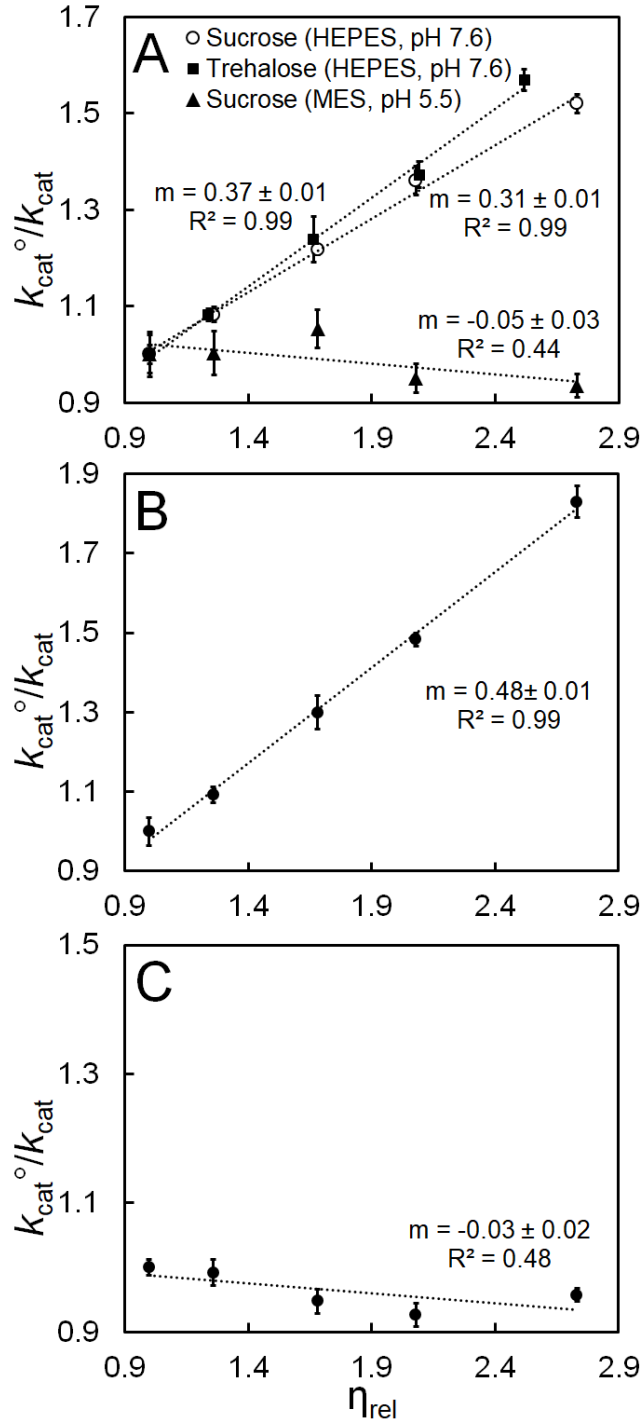 A
Sucrose (HEPES, pH 7.6)
Trehalose (HEPES, pH 7.6)
Sucrose (MES, pH 5.5)
1.7
1.5
1.3
1.1
0.9
kcat°/kcat
m = 0.37 ± 0.01
R² = 0.99
m = 0.31 ± 0.01
R² = 0.99
m = -0.05 ± 0.03
R² = 0.44
0.9 1.4 1.9 2.4 2.9
B
1.9
1.7
1.5
1.3
1.1
0.9
kcat°/kcat
m = 0.48± 0.01
R² = 0.99
0.9 1.4 1.9 2.4 2.9
C
1.5
1.3
1.1
0.9
kcat°/kcat
m = -0.03 ± 0.02
R² = 0.48
0.9 1.4 1.9 2.4 2.9
ηrel